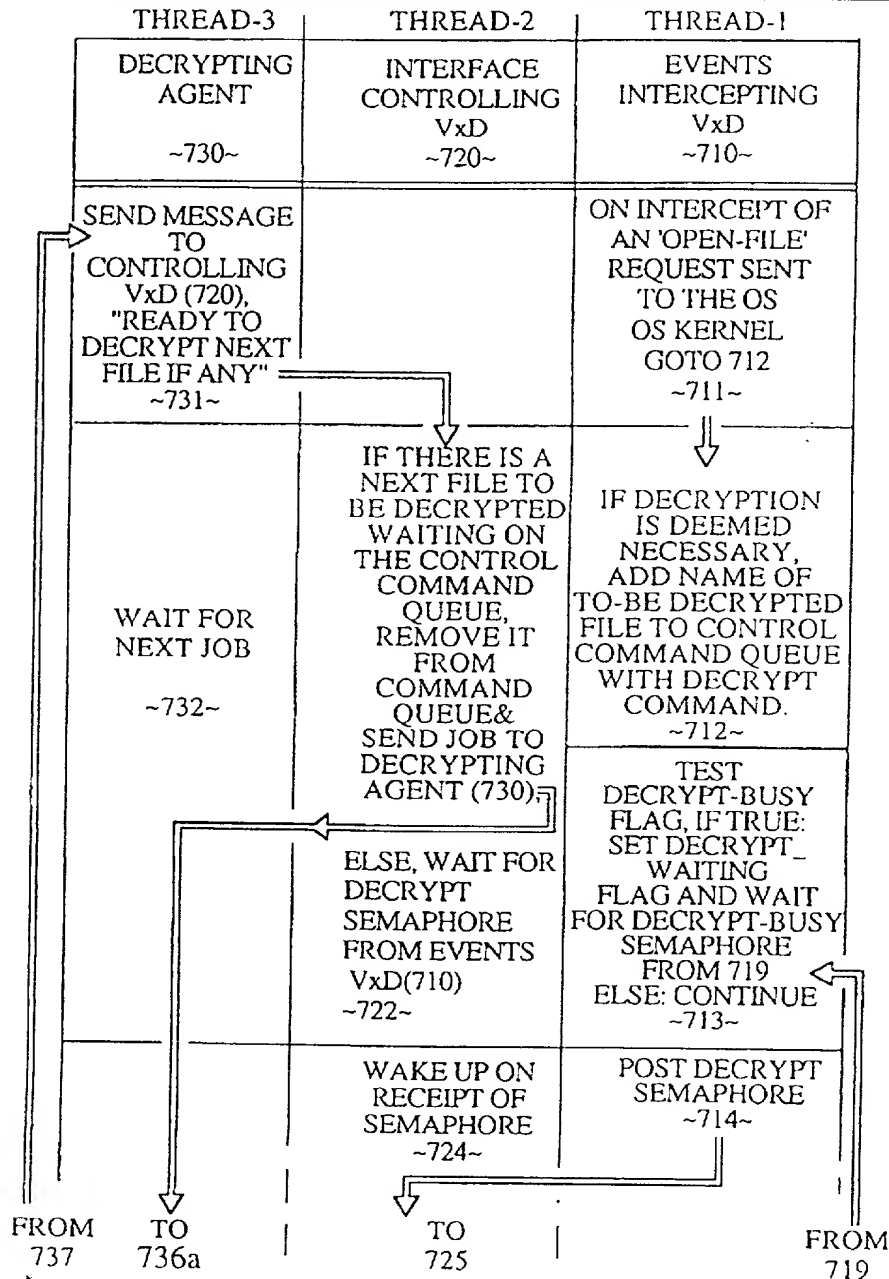 THREAD-3 THREAD-2 THREAD-1
DECRYPTING
AGENT
~730~
INTERFACE
CONTROLLING
VxD
~720~
EVENTS
INTERCEPTING
VxD
~710~
SEND MESSAGE
TO
CONTROLLING
VxD (720),
"READY TO
DECRYPT NEXT
FILE IF ANY"
~731~
ON INTERCEPT OF
AN 'OPEN-FILE'
REQUEST SENT
TO THE OS
OS KERNEL
GOTO 712
~711~
WAIT FOR
NEXT JOB
~732~
IF THERE IS A
NEXT FILE TO
BE DECRYPTED
WAITING ON
THE CONTROL
COMMAND
QUEUE,
REMOVE IT
FROM
COMMAND
QUEUE&
SEND JOB TO
DECRYPTING
AGENT (730),
ELSE, WAIT FOR
DECRYPT
SEMAPHORE
FROM EVENTS
VxD(710)
~722~
IF DECRYPTION
IS DEEMED
NECESSARY,
ADD NAME OF
TO-BE DECRYPTED
FILE TO CONTROL
COMMAND QUEUE
WITH DECRYPT
COMMAND.
~712~
TEST
DECRYPT-BUSY
FLAG, IF TRUE:
SET DECRYPT_
WAITING
FLAG AND WAIT
FOR DECRYPT-BUSY
SEMAPHORE
FROM 719
ELSE: CONTINUE
~713~
WAKE UP ON
RECEIPT OF
SEMAPHORE
~724~
POST DECRYPT
SEMAPHORE
~714~
FROM
737
TO
736a
TO
725
FROM
719